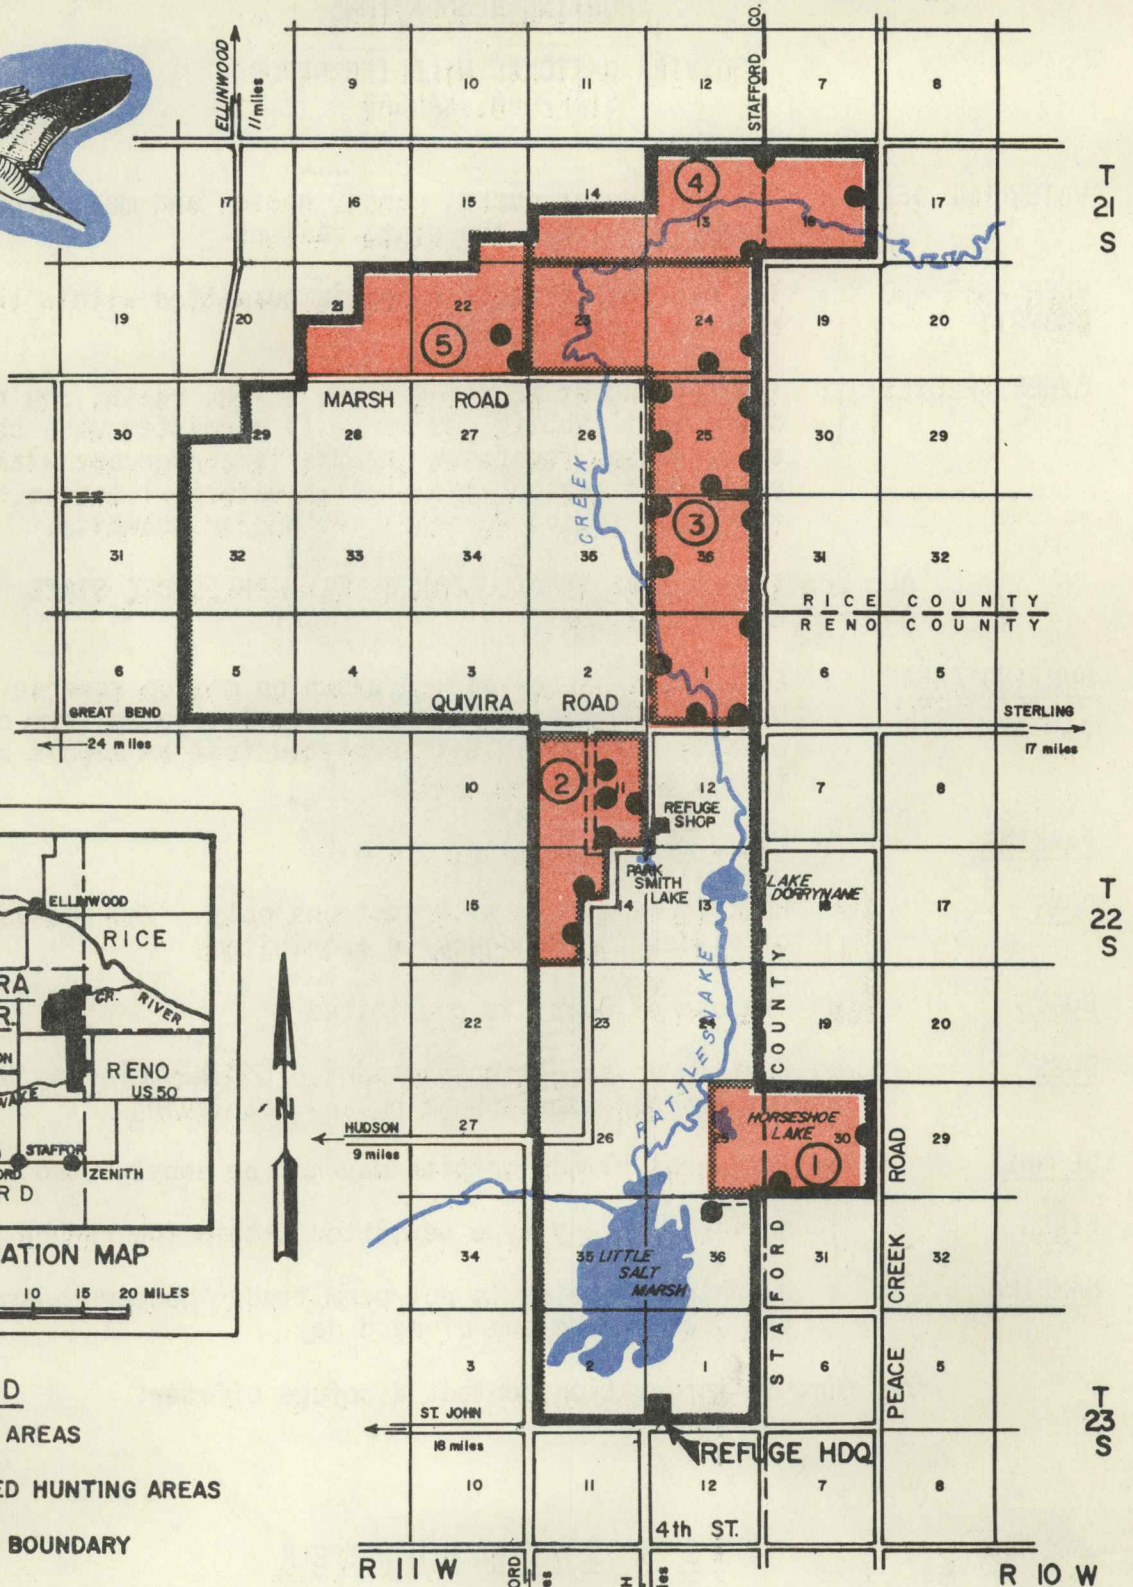 STAFFORD CO.
ELLINWOOD
11 miles
9 10 11 12 7 8
17 16 15 14 13 18 17
④
T
21
S
19 20 21 22 23 24 19 20
⑤
MARSH ROAD
30 29 28 27 26 25 30 29
CREEK
③
31 32 33 34 35 36 31 32
RICE COUNTY
RENO COUNTY
6 5 4 3 2 1 6 5
QUIVIRA ROAD
GREAT BEND
24 miles
STERLING
17 miles
②
10 11 12 7 8
REFUGE
SHOP
PARK
SMITH
LAKE
LAKE
DORRYNANE
15 14 13 18 17
T
22
S
RATTLESNAKE
22 23 24 19 20
HUDSON
9 miles
27 26 25 30 29
HORSESHOE
LAKE
①
34 35 36 31 32
LITTLE
SALT
MARSH
STAFFORD COUNTY
PEACE CREEK ROAD
3 2 1 6 5
ST. JOHN
18 miles
REFUGE HDQ
T
23
S
10 11 12 7 8
4th ST.
R 11 W
R 10 W
ELLINWOOD
RICE
RA
R.
CR.
RIVER
RENO
US 50
NAKE
STAFFOR
ORD
ZENITH
RD
ATION MAP
10 15 20 MILES
N
D
AREAS
ED HUNTING AREAS
BOUNDARY